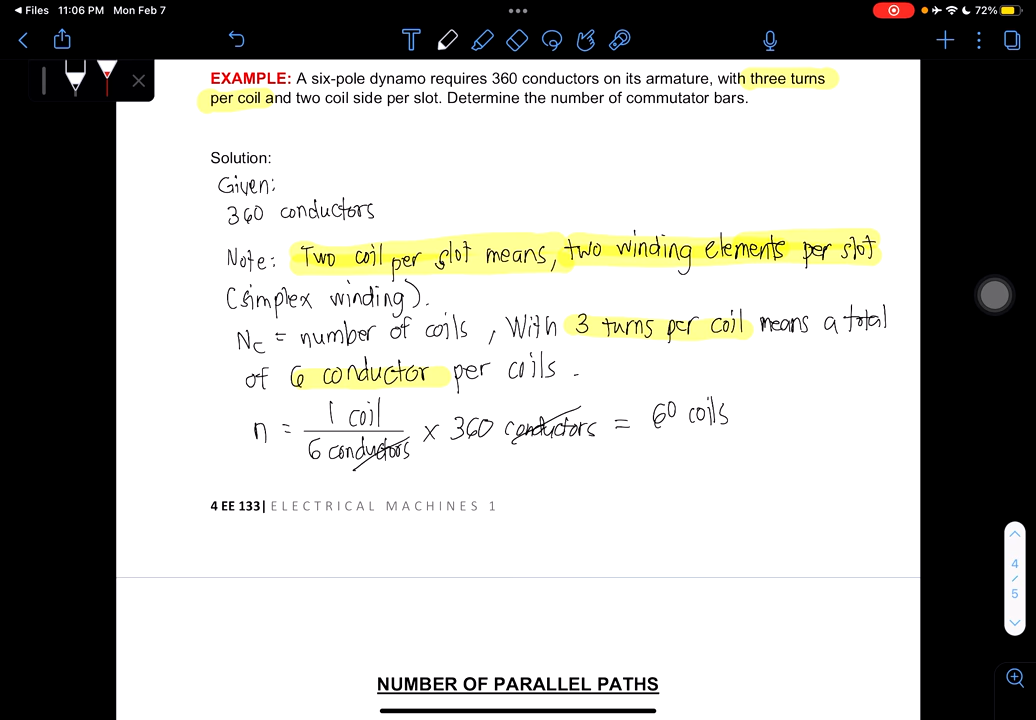 Files 11:06 PM Mon Feb 7
72%
EXAMPLE: A six-pole dynamo requires 360 conductors on its armature, with three turns
per coil and two coil side per slot. Determine the number of commutator bars.
Solution:
Given:
360 conductors
Note: Two coil per slot means, two winding elements per slot
(simplex winding).
Nc = number of coils, With 3 turns per coil means a total
of 6 conductor per coils.
n = 1 coil / 6 conductors x 360 conductors = 60 coils
4 EE 133| ELECTRICAL MACHINES 1
4
/
5
NUMBER OF PARALLEL PATHS